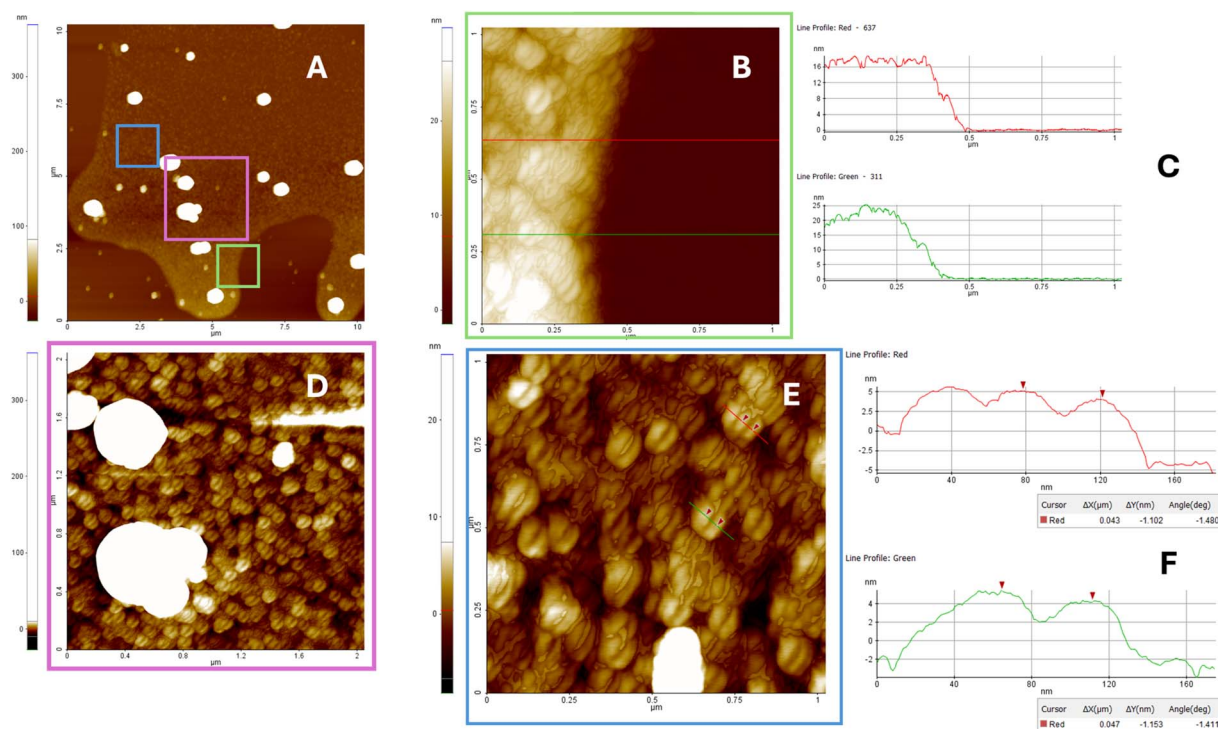 nm
300
200
100
0
10
7.5
5
μm
2.5
0
0
2.5
5
7.5
10
μm
A
nm
20
10
0
1
0.75
0.5
μm
0.25
0
0
0.25
0.5
0.75
1
μm
B
Line Profile: Red - 637
nm
16
12
8
4
0
0
0.25
0.5
0.75
1
μm
Line Profile: Green - 311
nm
25
20
15
10
5
0
0
0.25
0.5
0.75
1
μm
C
nm
300
200
100
0
2
1.6
1.2
μm
0.8
0.4
0
0
0.4
0.8
1.2
1.6
2
μm
D
nm
20
10
0
1
0.75
0.5
μm
0.25
0
0
0.25
0.5
0.75
1
μm
E
Line Profile: Red
nm
5
2.5
0
-2.5
-5
0
40
80
120
160
nm
Cursor ΔX(μm) ΔY(nm) Angle(deg)
Red 0.043 -1.102 -1.480
Line Profile: Green
nm
4
2
0
-2
0
40
80
120
160
nm
Cursor ΔX(μm) ΔY(nm) Angle(deg)
Red 0.047 -1.153 -1.411
F